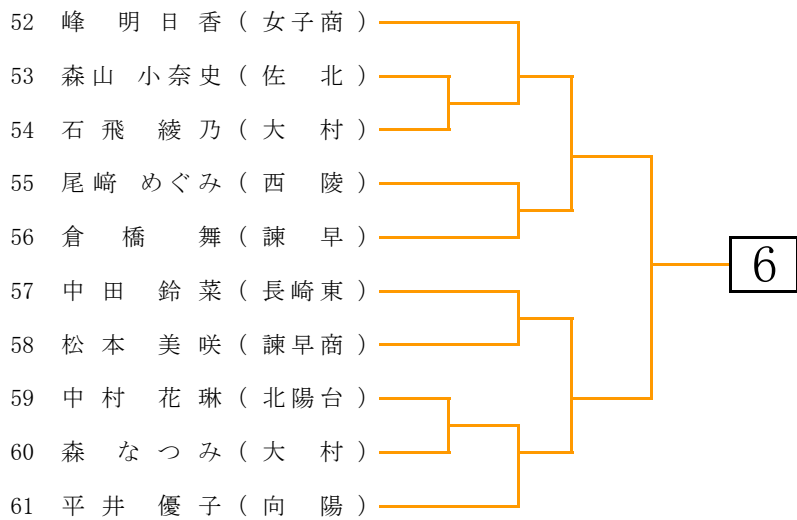 52 峰 明日香 (女子商)
53 森山 小奈史 (佐 北)
54 石飛 綾乃 (大 村)
55 尾﨑 めぐみ (西 陵)
56 倉橋 舞 (諫 早)
6
57 中田 鈴菜 (長崎東)
58 松本 美咲 (諫早商)
59 中村 花琳 (北陽台)
60 森 なつみ (大 村)
61 平井 優子 (向 陽)